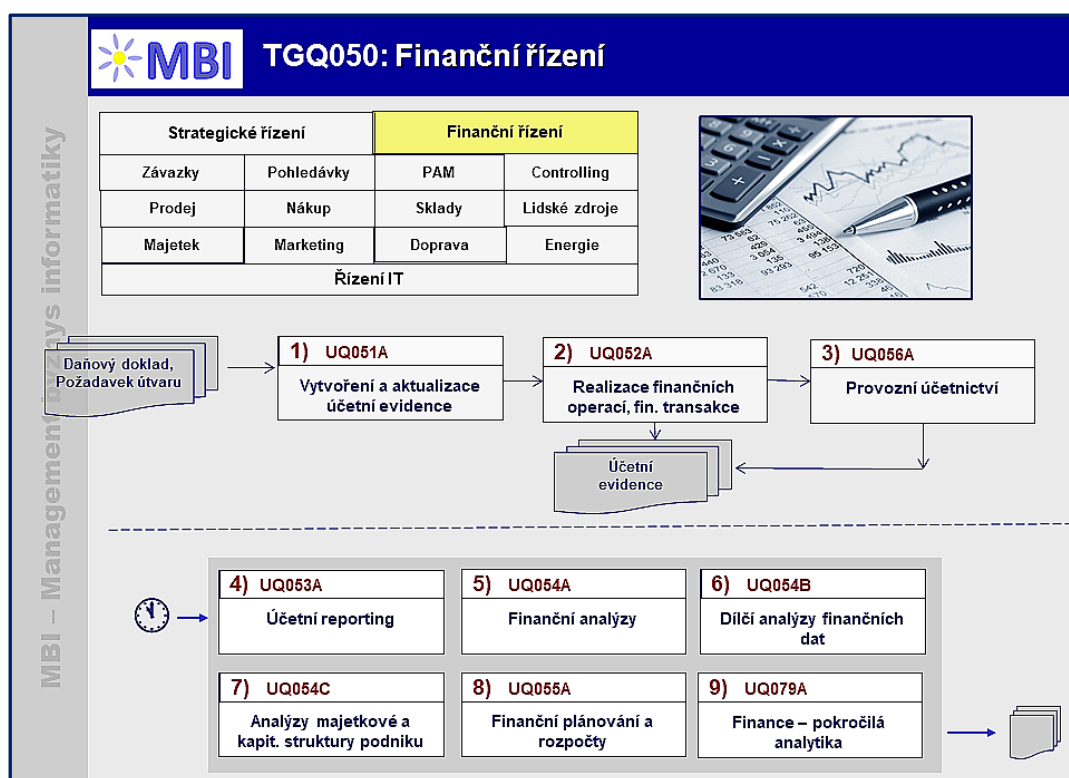 MBI
TGQ050: Finanční řízení
MBI – Management byznys informatiky
Strategické řízení
Finanční řízení
Závazky
Pohledávky
PAM
Controlling
Prodej
Nákup
Sklady
Lidské zdroje
Majetek
Marketing
Doprava
Energie
Řízení IT
Daňový doklad,
Požadavek útvaru
1) UQ051A
Vytvoření a aktualizace
účetní evidence
2) UQ052A
Realizace finančních
operací, fin. transakce
3) UQ056A
Provozní účetnictví
Účetní
evidence
4) UQ053A
Účetní reporting
5) UQ054A
Finanční analýzy
6) UQ054B
Dílčí analýzy finančních
dat
7) UQ054C
Analýzy majetkové a
kapit. struktury podniku
8) UQ055A
Finanční plánování a
rozpočty
9) UQ079A
Finance – pokročilá
analytika